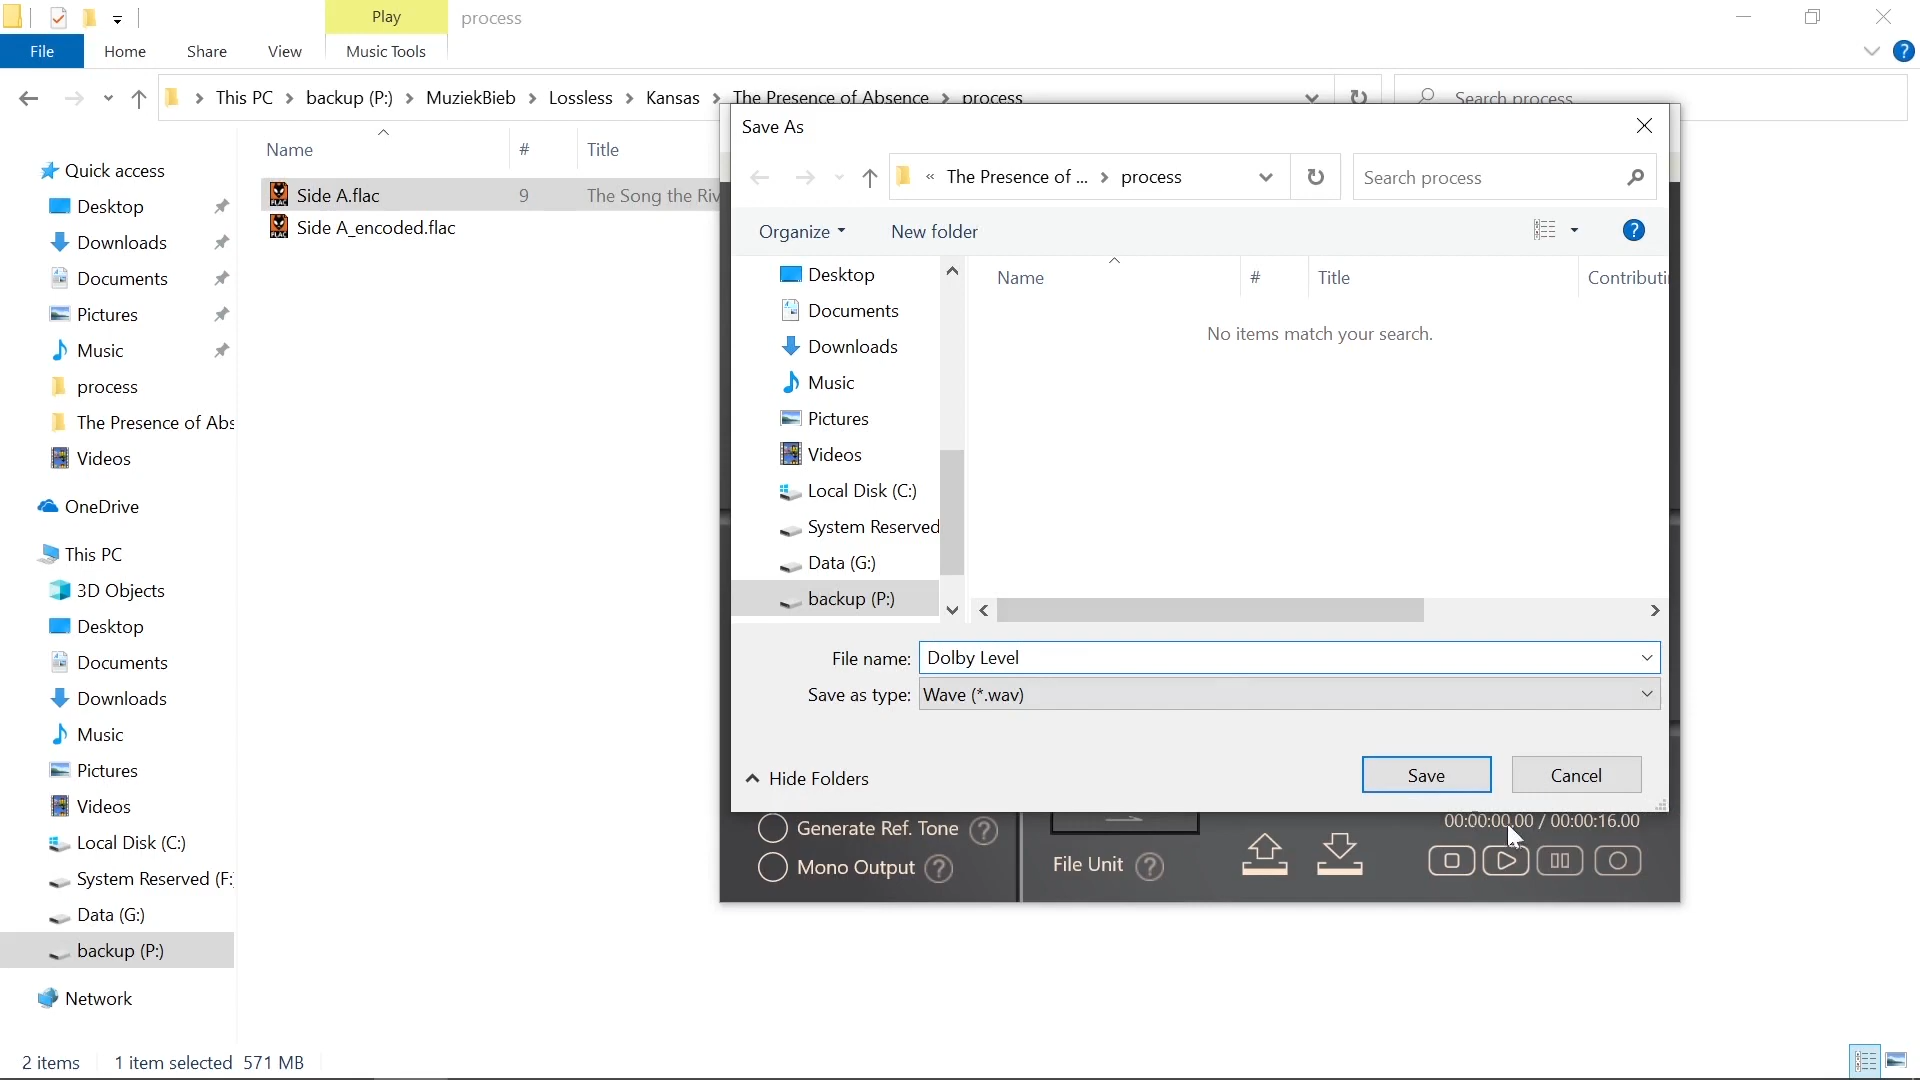 Play process
File Home Share View Music Tools
This PC backup (P:) MuziekBieb Lossless Kansas The Presence of Absence process
Search process
Name # Title
Side A.flac 9 The Song the Riv
Side A_encoded.flac
Quick access
Desktop
Downloads
Documents
Pictures
Music
process
The Presence of Abs
Videos
OneDrive
This PC
3D Objects
Desktop
Documents
Downloads
Music
Pictures
Videos
Local Disk (C:)
System Reserved (F:
Data (G:)
backup (P:)
Network
2 items 1 item selected 571 MB
Save As
« The Presence of ... process
Search process
Organize New folder
Desktop
Documents
Downloads
Music
Pictures
Videos
Local Disk (C:)
System Reserved
Data (G:)
backup (P:)
Name # Title Contributi
No items match your search.
File name: Dolby Level
Save as type: Wave (*.wav)
Hide Folders Save Cancel
Generate Ref. Tone ?
Mono Output ?
File Unit ?
00:00:00.00 / 00:00:16.00